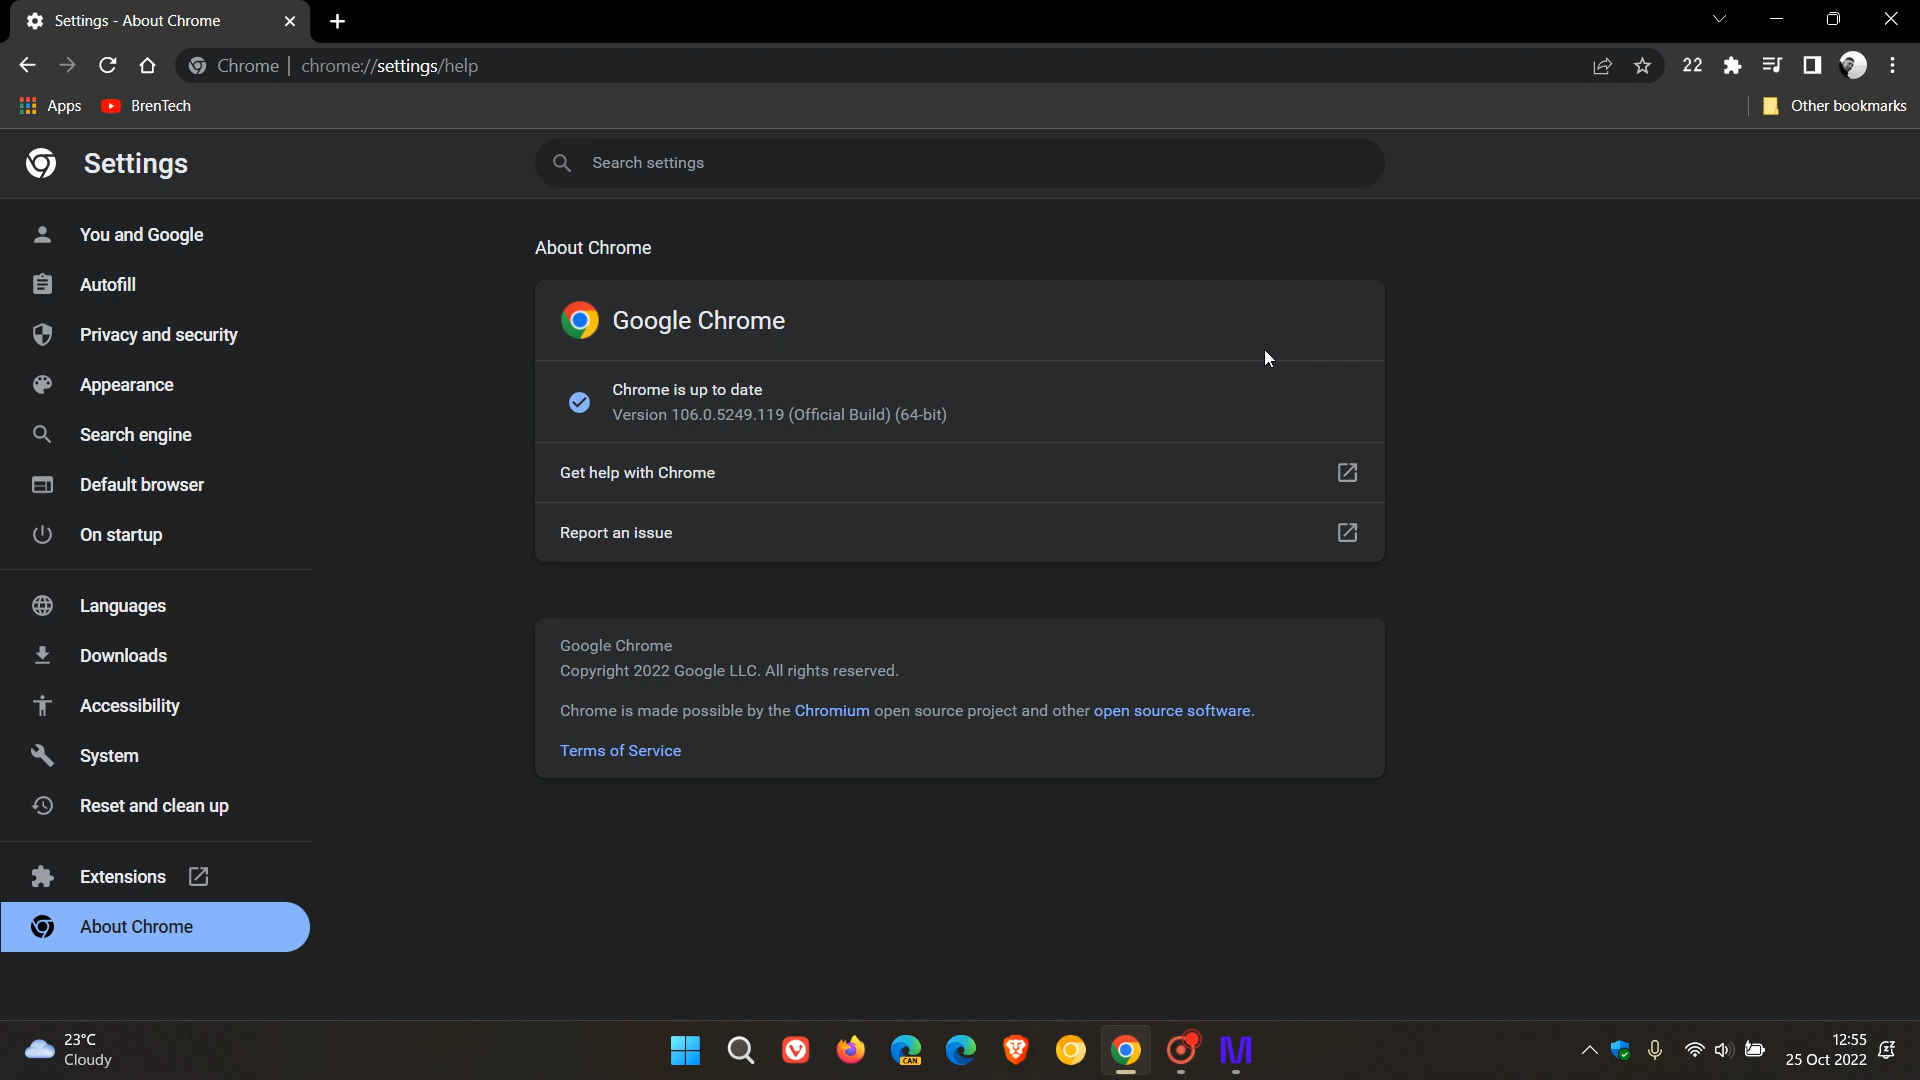 Settings - About Chrome
Chrome | chrome://settings/help
22
Apps BrenTech Other bookmarks
Settings
Search settings
You and Google
Autofill
Privacy and security
Appearance
Search engine
Default browser
On startup
Languages
Downloads
Accessibility
System
Reset and clean up
Extensions
About Chrome
About Chrome
Google Chrome
Chrome is up to date
Version 106.0.5249.119 (Official Build) (64-bit)
Get help with Chrome
Report an issue
Google Chrome
Copyright 2022 Google LLC. All rights reserved.
Chrome is made possible by the Chromium open source project and other open source software.
Terms of Service
23°C
Cloudy
CAN
12:55
25 Oct 2022